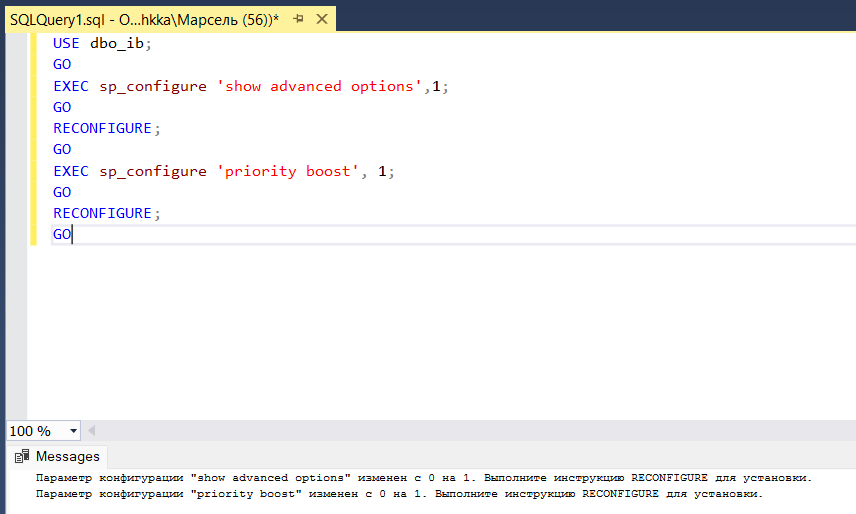 SQLQuery1.sql - O...hkka\Марсель (56))*
USE dbo_ib;
GO
EXEC sp_configure 'show advanced options',1;
GO
RECONFIGURE;
GO
EXEC sp_configure 'priority boost', 1;
GO
RECONFIGURE;
GO
100 %
Messages
Параметр конфигурации "show advanced options" изменен с 0 на 1. Выполните инструкцию RECONFIGURE для установки.
Параметр конфигурации "priority boost" изменен с 0 на 1. Выполните инструкцию RECONFIGURE для установки.